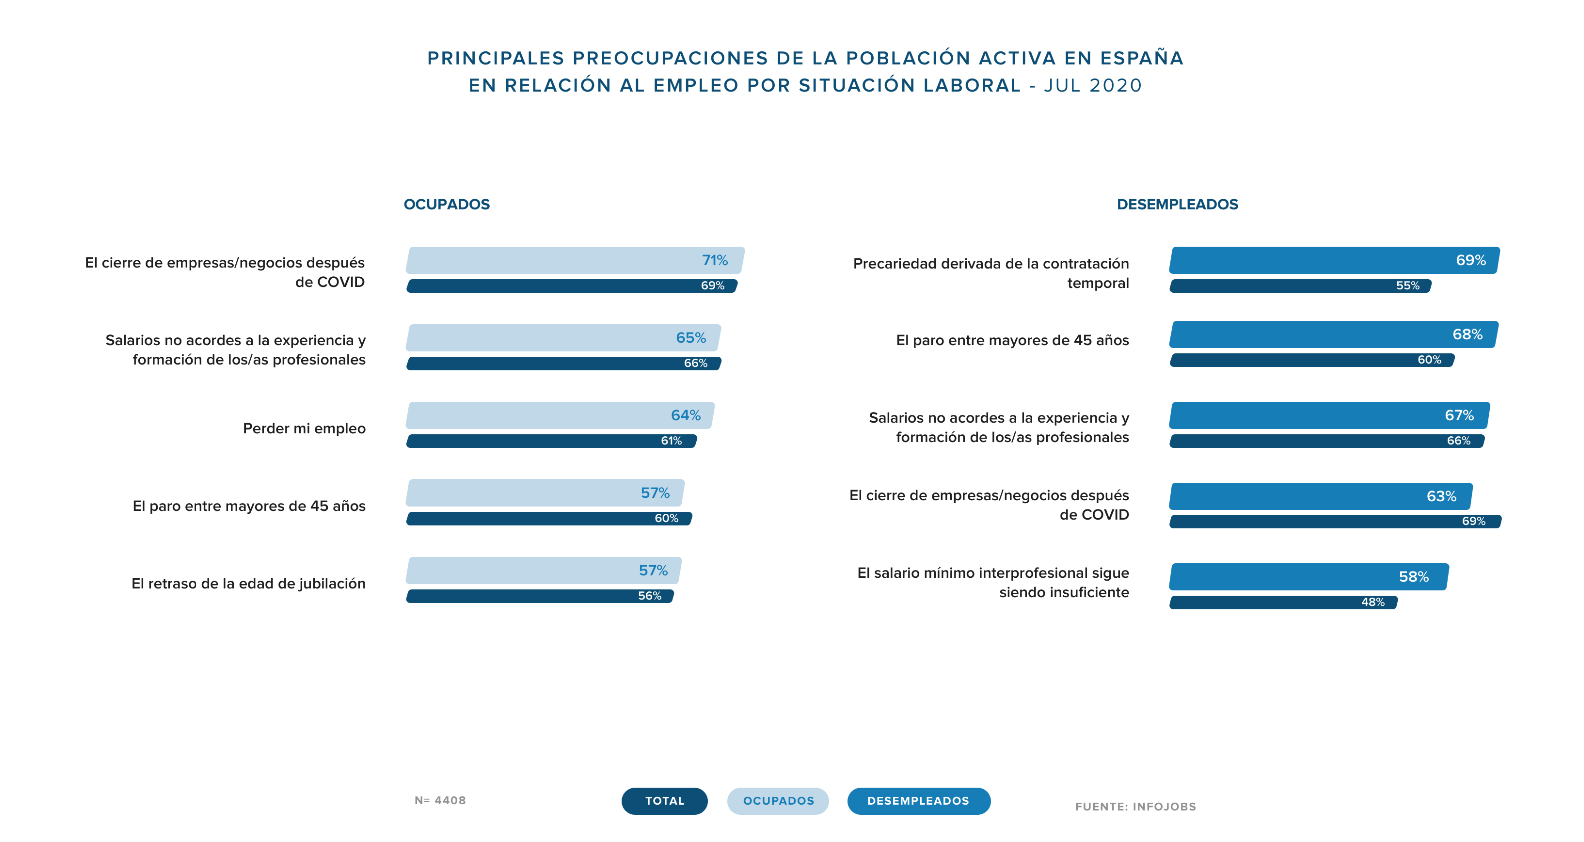 PRINCIPALES PREOCUPACIONES DE LA POBLACIÓN ACTIVA EN ESPAÑA
EN RELACIÓN AL EMPLEO POR SITUACIÓN LABORAL - JUL 2020
OCUPADOS
El cierre de empresas/negocios después
de COVID
71%
69%
Salarios no acordes a la experiencia y
formación de los/as profesionales
65%
66%
Perder mi empleo
64%
61%
El paro entre mayores de 45 años
57%
60%
El retraso de la edad de jubilación
57%
56%
DESEMPLEADOS
Precariedad derivada de la contratación
temporal
69%
55%
El paro entre mayores de 45 años
68%
60%
Salarios no acordes a la experiencia y
formación de los/as profesionales
67%
66%
El cierre de empresas/negocios después
de COVID
63%
69%
El salario mínimo interprofesional sigue
siendo insuficiente
58%
48%
N= 4408
TOTAL
OCUPADOS
DESEMPLEADOS
FUENTE: INFOJOBS